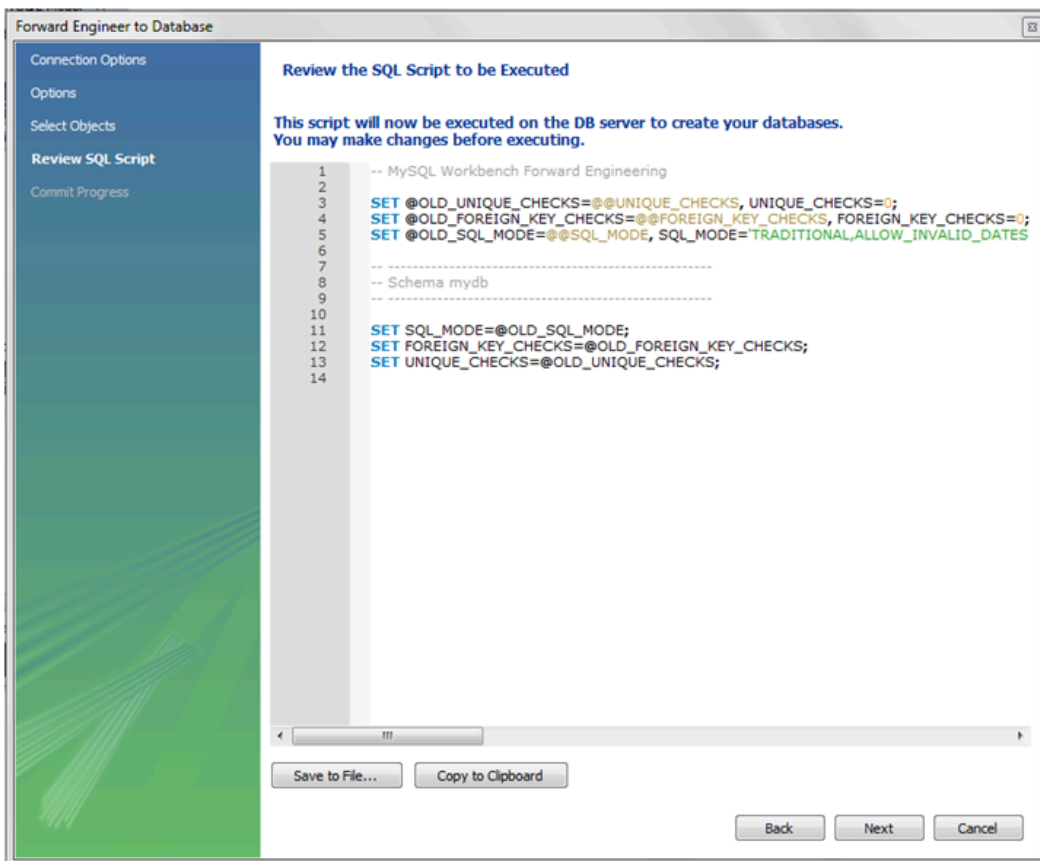 Forward Engineer to Database
Connection Options
Options
Select Objects
Review SQL Script
Commit Progress
Review the SQL Script to be Executed
This script will now be executed on the DB server to create your databases.
You may make changes before executing.
1 -- MySQL Workbench Forward Engineering
2
3 SET @OLD_UNIQUE_CHECKS=@@UNIQUE_CHECKS, UNIQUE_CHECKS=0;
4 SET @OLD_FOREIGN_KEY_CHECKS=@@FOREIGN_KEY_CHECKS, FOREIGN_KEY_CHECKS=0;
5 SET @OLD_SQL_MODE=@@SQL_MODE, SQL_MODE='TRADITIONAL,ALLOW_INVALID_DATES
6
7 -- -----------------------------------------------------
8 -- Schema mydb
9 -- -----------------------------------------------------
10
11 SET SQL_MODE=@OLD_SQL_MODE;
12 SET FOREIGN_KEY_CHECKS=@OLD_FOREIGN_KEY_CHECKS;
13 SET UNIQUE_CHECKS=@OLD_UNIQUE_CHECKS;
14
Save to File... Copy to Clipboard
Back Next Cancel